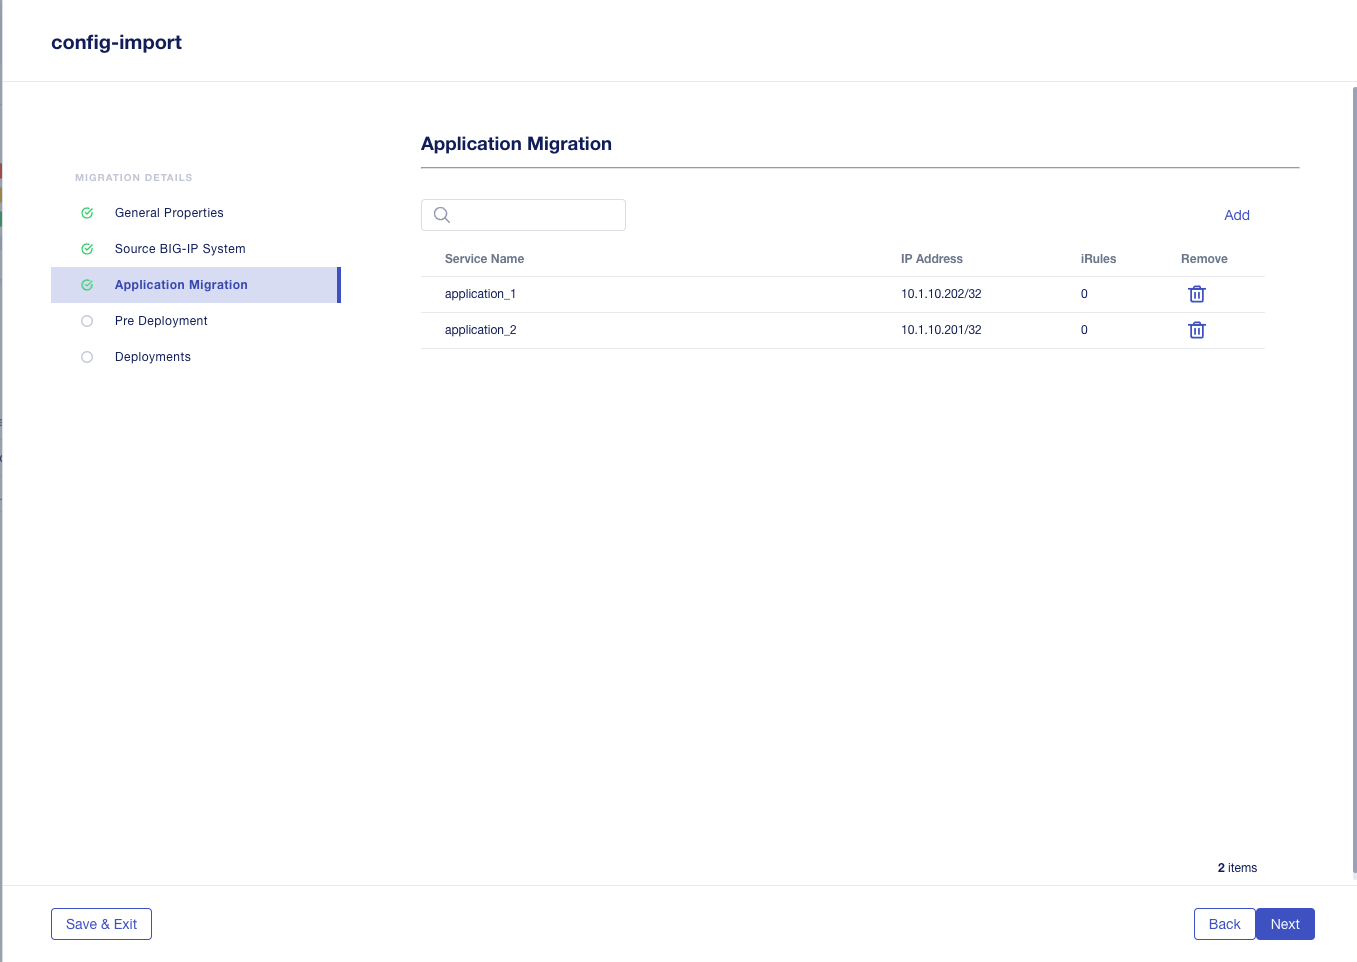 config-import
MIGRATION DETAILS
General Properties
Source BIG-IP System
Application Migration
Pre Deployment
Deployments
Application Migration
Add
Service Name IP Address iRules Remove
application_1 10.1.10.202/32 0
application_2 10.1.10.201/32 0
2 items
Save & Exit
Back Next